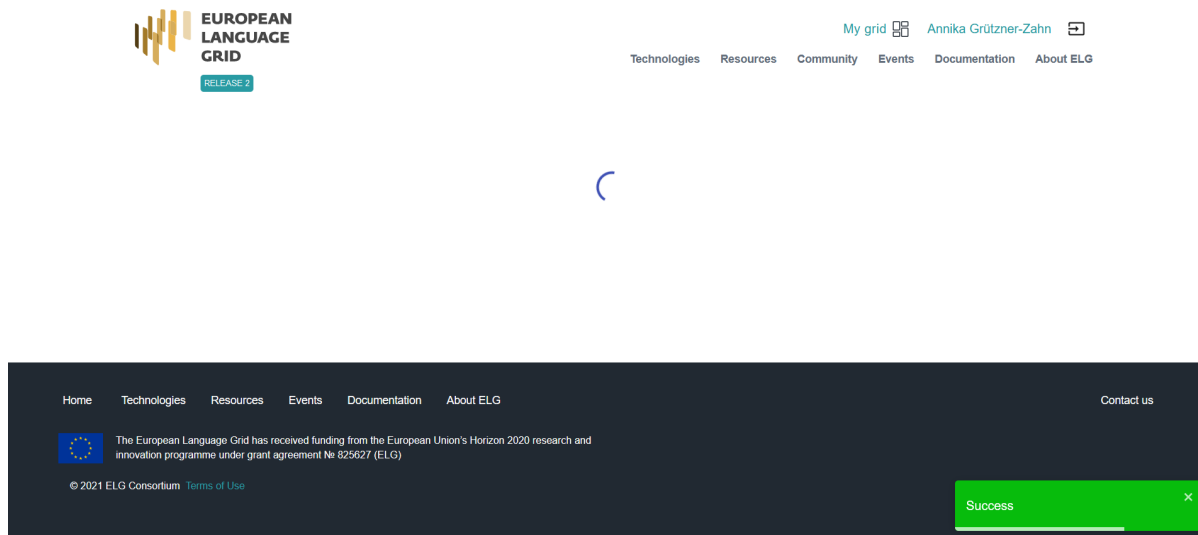 EUROPEAN
LANGUAGE
GRID
RELEASE 2
My grid Annika Grützner-Zahn
Technologies Resources Community Events Documentation About ELG
Home Technologies Resources Events Documentation About ELG Contact us
The European Language Grid has received funding from the European Union’s Horizon 2020 research and
innovation programme under grant agreement № 825627 (ELG)
© 2021 ELG Consortium Terms of Use
Success